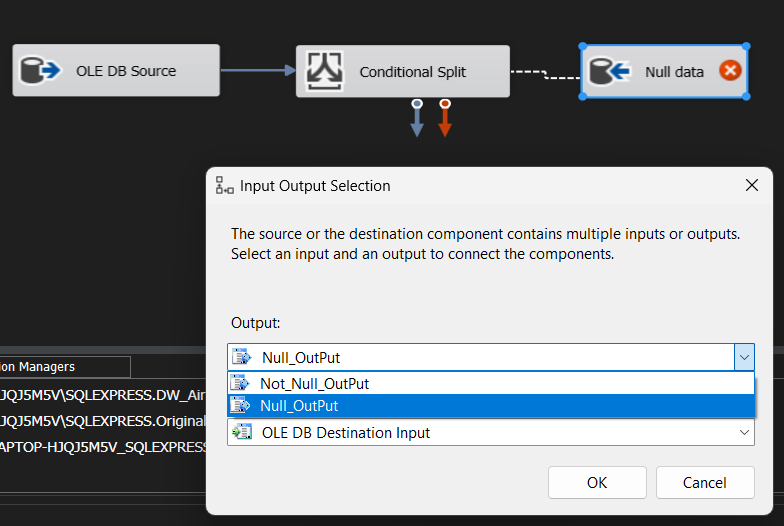 OLE DB Source
Conditional Split
Null data
Input Output Selection
The source or the destination component contains multiple inputs or outputs.
Select an input and an output to connect the components.
Output:
Null_OutPut
Not_Null_OutPut
Null_OutPut
OLE DB Destination Input
OK
Cancel
ion Managers
JQJ5M5V\SQLEXPRESS.DW_Air
JQJ5M5V\SQLEXPRESS.Original
APTOP-HJQJ5M5V_SQLEXPRESS